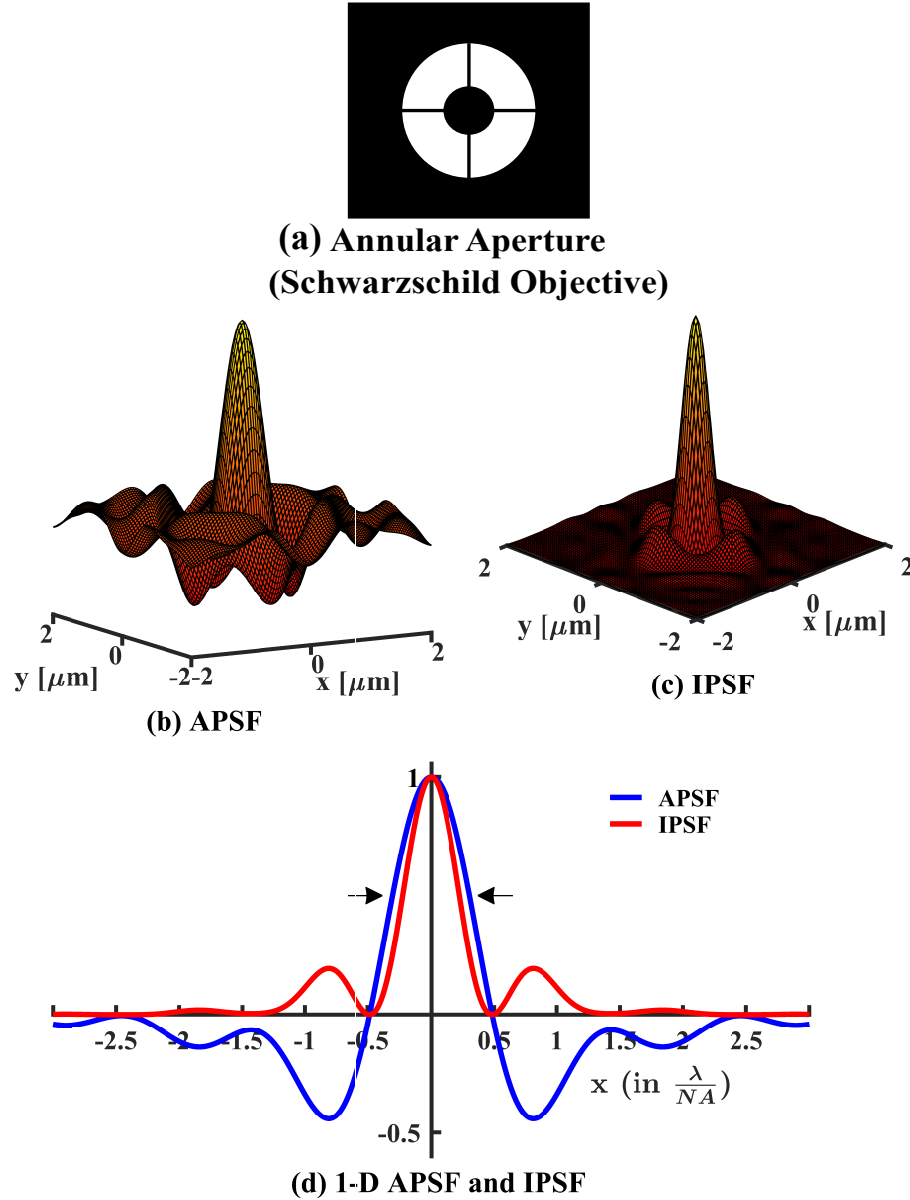 (a) Annular Aperture
(Schwarzschild Objective)
2
0
-2
-2
0
2
y [μm]
x [μm]
(b) APSF
2
0
-2
-2
0
2
y [μm]
x [μm]
(c) IPSF
1
APSF
IPSF
-2.5
-2
-1.5
-1
-0.5
0.5
1
1.5
2
2.5
x (in λ/NA)
-0.5
(d) 1-D APSF and IPSF